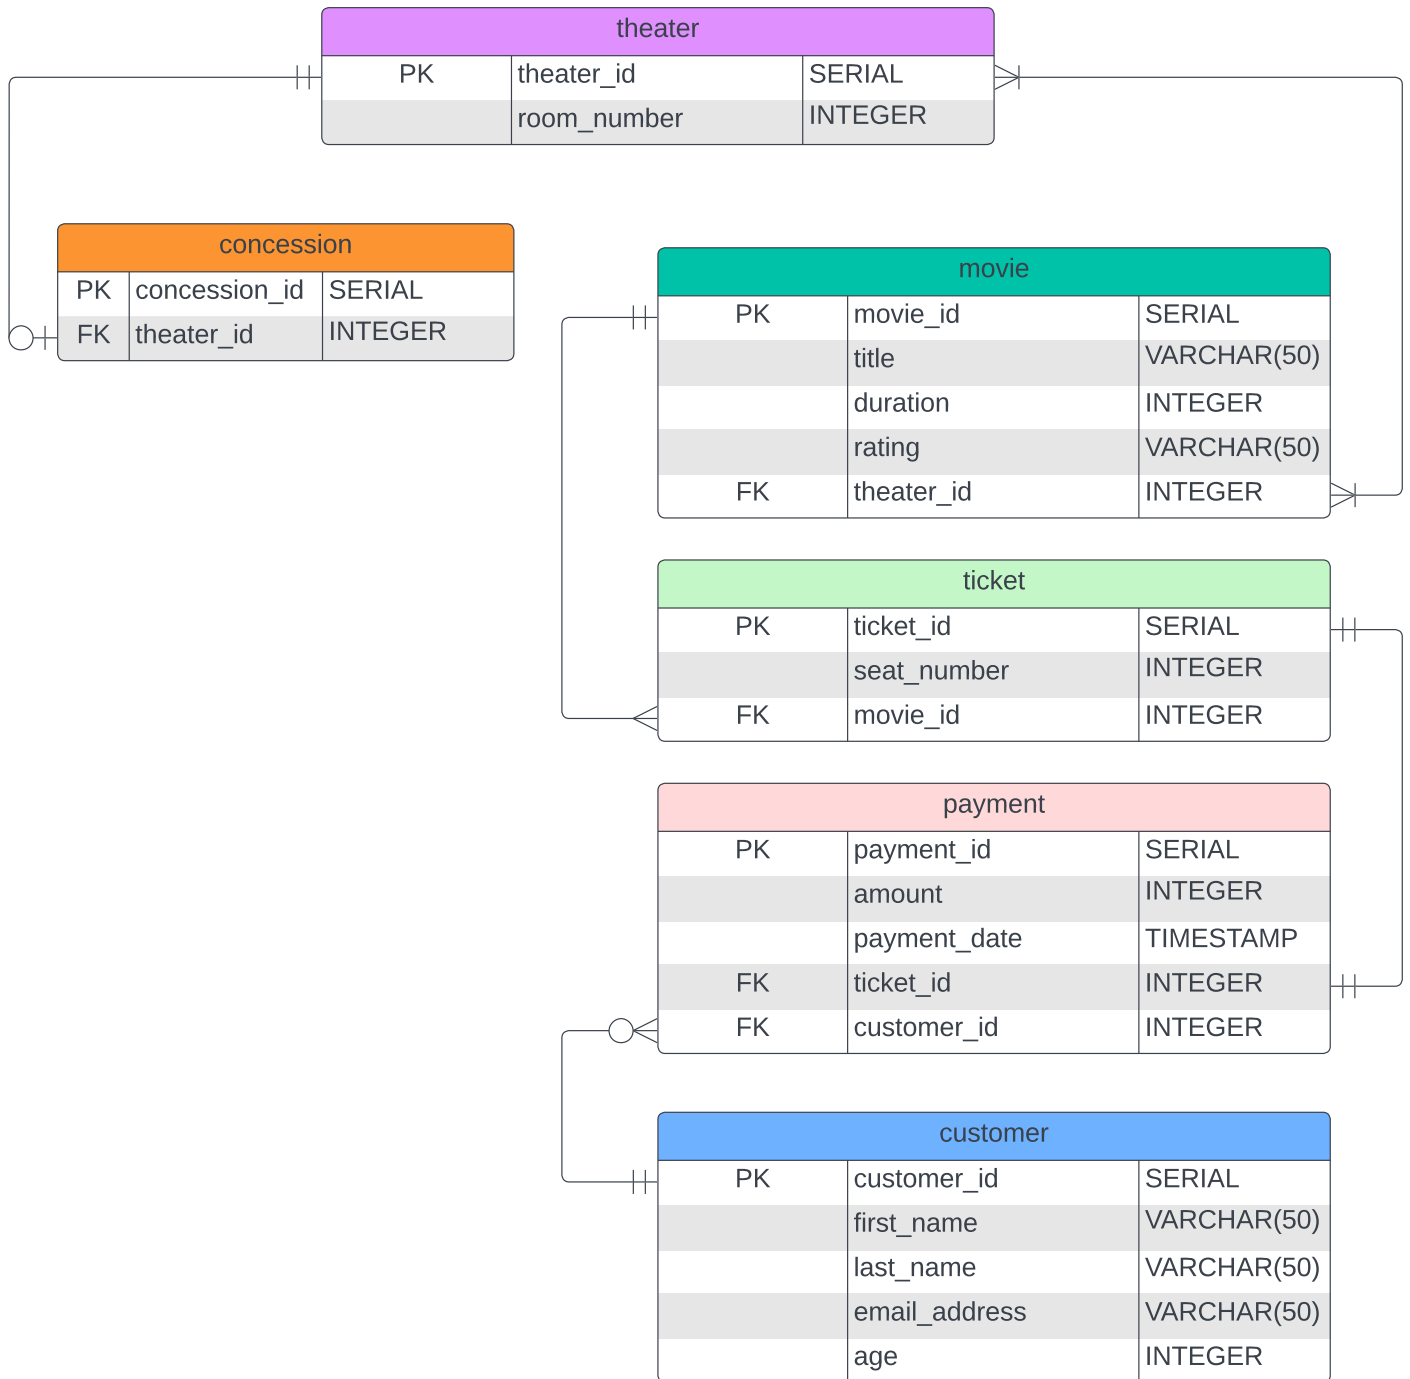 theater
PK theater_id SERIAL
room_number INTEGER
concession
PK concession_id SERIAL
FK theater_id INTEGER
movie
PK movie_id SERIAL
title VARCHAR(50)
duration INTEGER
rating VARCHAR(50)
FK theater_id INTEGER
ticket
PK ticket_id SERIAL
seat_number INTEGER
FK movie_id INTEGER
payment
PK payment_id SERIAL
amount INTEGER
payment_date TIMESTAMP
FK ticket_id INTEGER
FK customer_id INTEGER
customer
PK customer_id SERIAL
first_name VARCHAR(50)
last_name VARCHAR(50)
email_address VARCHAR(50)
age INTEGER